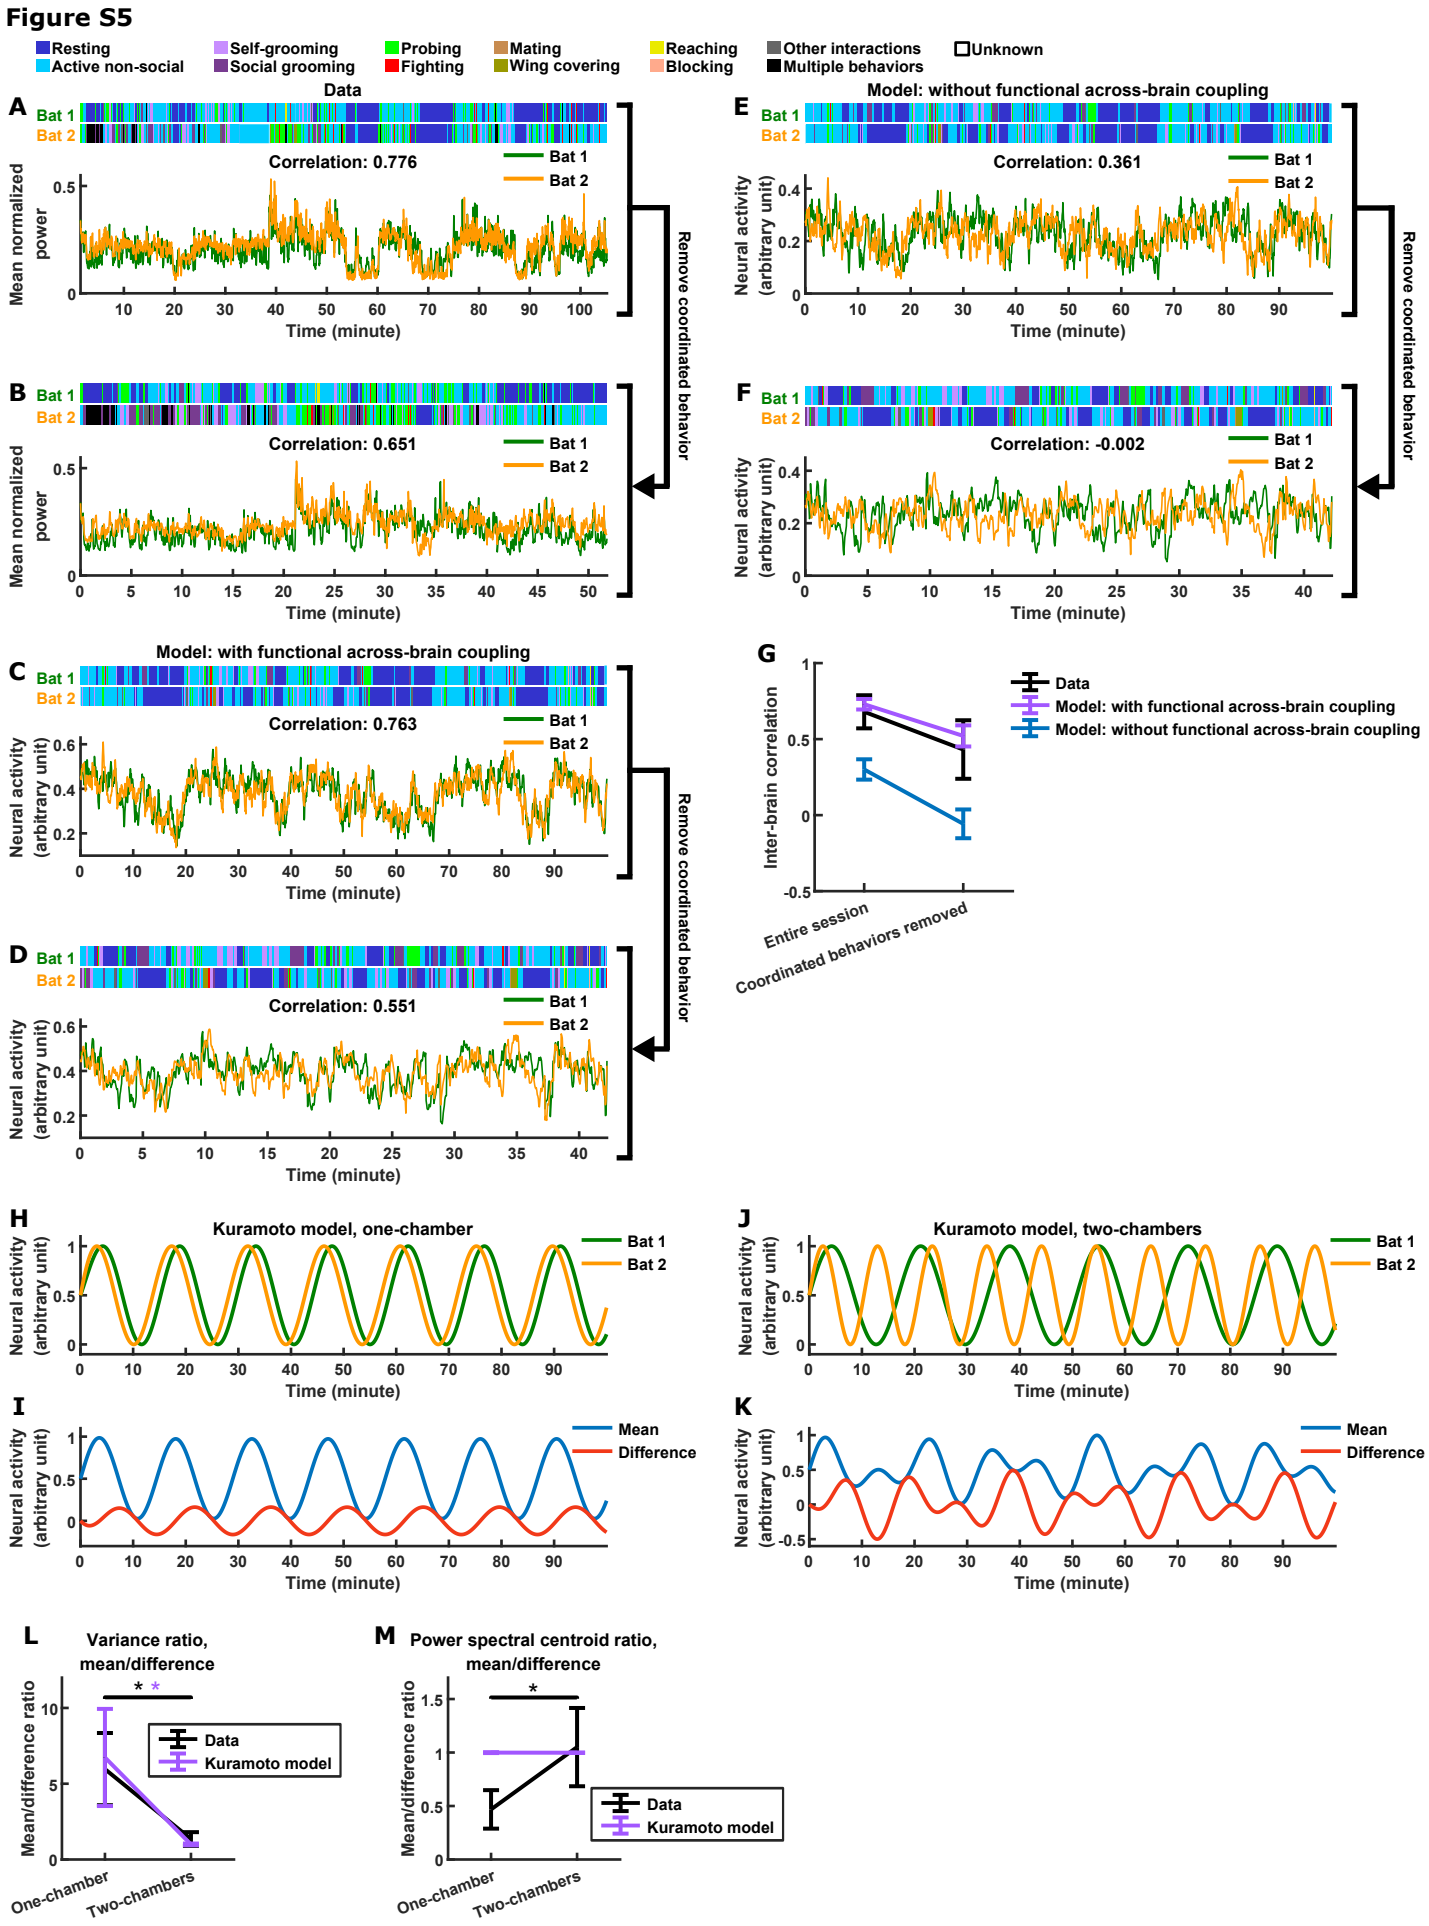 Figure S5
Resting
Self-grooming
Probing
Mating
Reaching
Other interactions
Unknown
Active non-social
Social grooming
Fighting
Wing covering
Blocking
Multiple behaviors
A
Data
Bat 1
Bat 2
Correlation: 0.776
Bat 1
Bat 2
Mean normalized
power
0.5
0
10 20 30 40 50 60 70 80 90 100
Time (minute)
Remove coordinated behavior
B
Bat 1
Bat 2
Correlation: 0.651
Bat 1
Bat 2
Mean normalized
power
0.5
0
0 5 10 15 20 25 30 35 40 45 50
Time (minute)
C
Model: with functional across-brain coupling
Bat 1
Bat 2
Correlation: 0.763
Bat 1
Bat 2
Neural activity
(arbitrary unit)
0.6
0.4
0.2
0 10 20 30 40 50 60 70 80 90
Time (minute)
Remove coordinated behavior
D
Bat 1
Bat 2
Correlation: 0.551
Bat 1
Bat 2
Neural activity
(arbitrary unit)
0.6
0.4
0.2
0 5 10 15 20 25 30 35 40
Time (minute)
E
Model: without functional across-brain coupling
Bat 1
Bat 2
Correlation: 0.361
Bat 1
Bat 2
Neural activity
(arbitrary unit)
0.4
0.2
0
0 10 20 30 40 50 60 70 80 90
Time (minute)
Remove coordinated behavior
F
Bat 1
Bat 2
Correlation: -0.002
Bat 1
Bat 2
Neural activity
(arbitrary unit)
0.4
0.2
0
0 5 10 15 20 25 30 35 40
Time (minute)
G
Inter-brain correlation
1
0.5
0
-0.5
Entire session
Coordinated behaviors removed
Data
Model: with functional across-brain coupling
Model: without functional across-brain coupling
H
Kuramoto model, one-chamber
Bat 1
Bat 2
Neural activity
(arbitrary unit)
1
0.5
0
0 10 20 30 40 50 60 70 80 90
Time (minute)
I
Mean
Difference
Neural activity
(arbitrary unit)
1
0.5
0
0 10 20 30 40 50 60 70 80 90
Time (minute)
J
Kuramoto model, two-chambers
Bat 1
Bat 2
Neural activity
(arbitrary unit)
1
0.5
0
0 10 20 30 40 50 60 70 80 90
Time (minute)
K
Mean
Difference
Neural activity
(arbitrary unit)
1
0.5
0
-0.5
0 10 20 30 40 50 60 70 80 90
Time (minute)
L
Variance ratio,
mean/difference
* *
Mean/difference ratio
10
5
0
Data
Kuramoto model
One-chamber
Two-chambers
M
Power spectral centroid ratio,
mean/difference
*
Mean/difference ratio
1.5
1
0.5
0
Data
Kuramoto model
One-chamber
Two-chambers